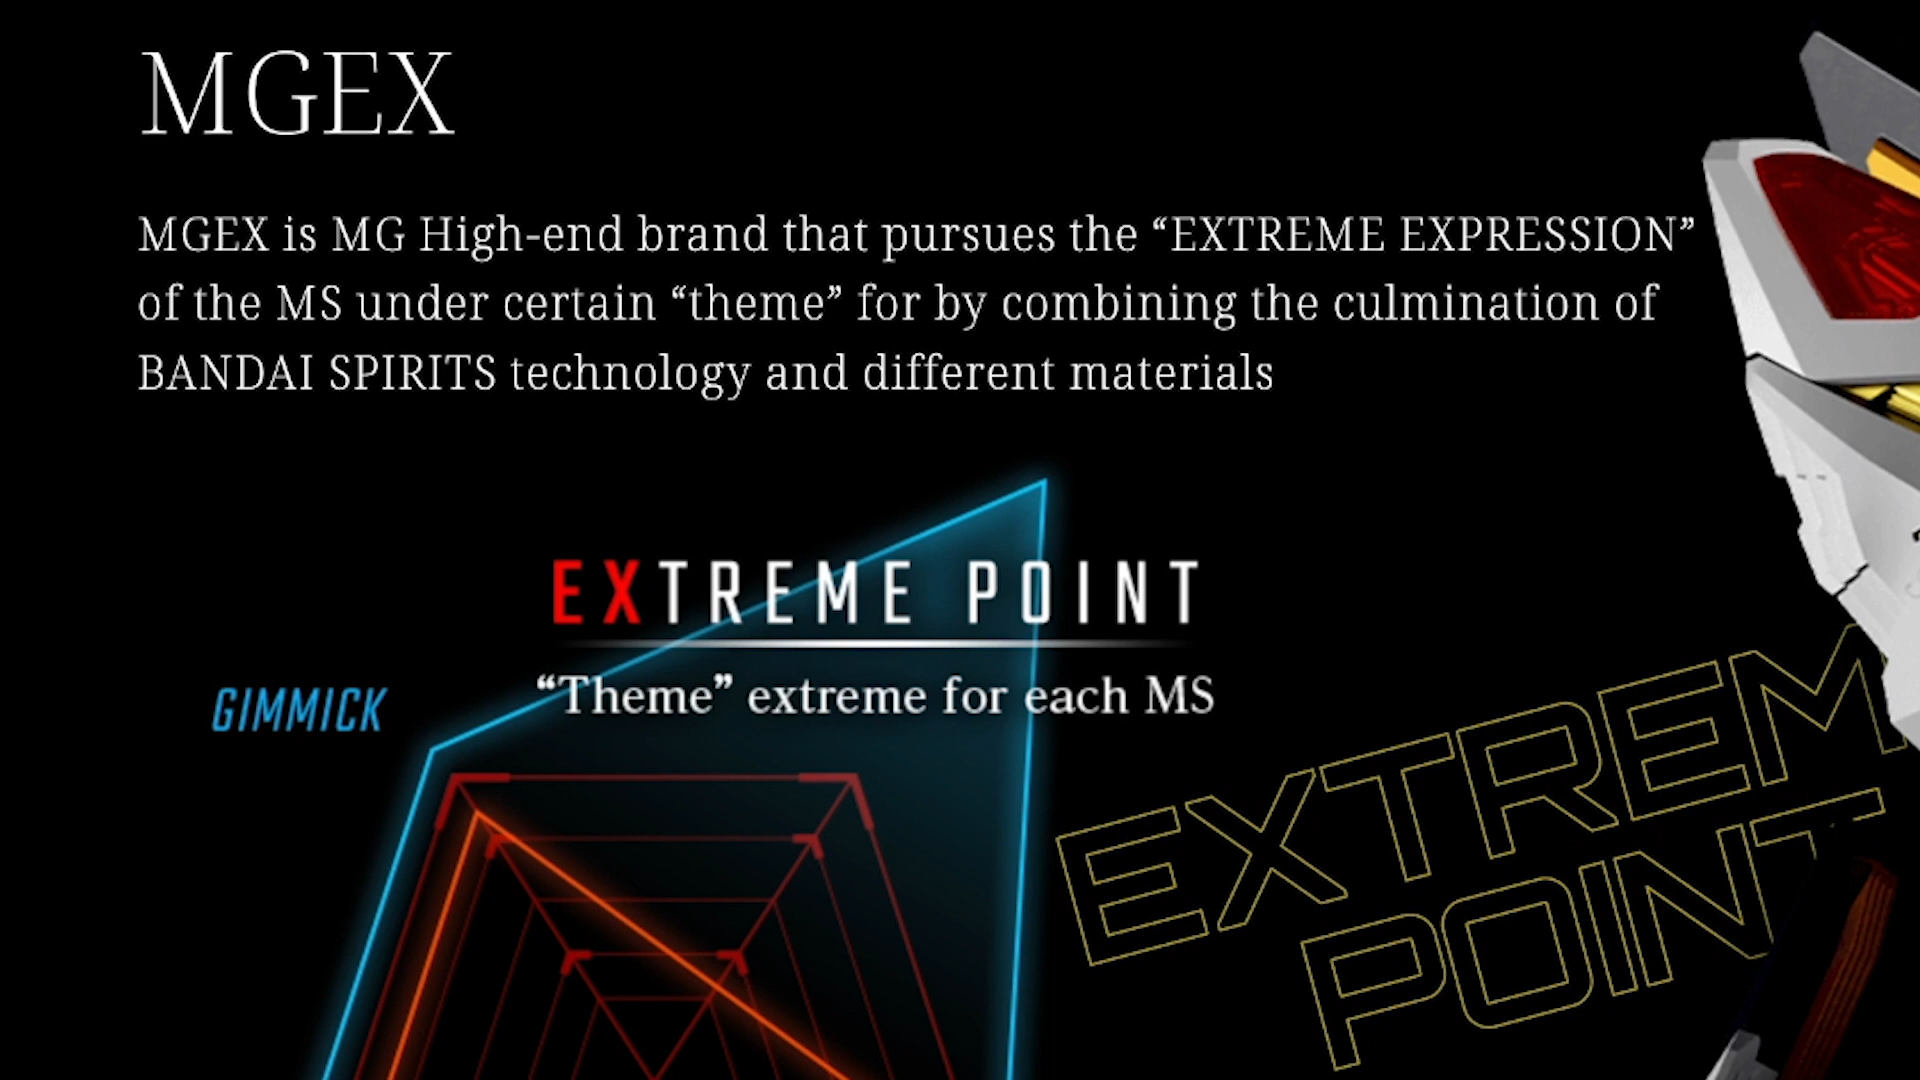 MGEX
MGEX is MG High-end brand that pursues the “EXTREME EXPRESSION”
of the MS under certain “theme” for by combining the culmination of
BANDAI SPIRITS technology and different materials
EXTREME POINT
“Theme” extreme for each MS
GIMMICK
EXTREM
POINT